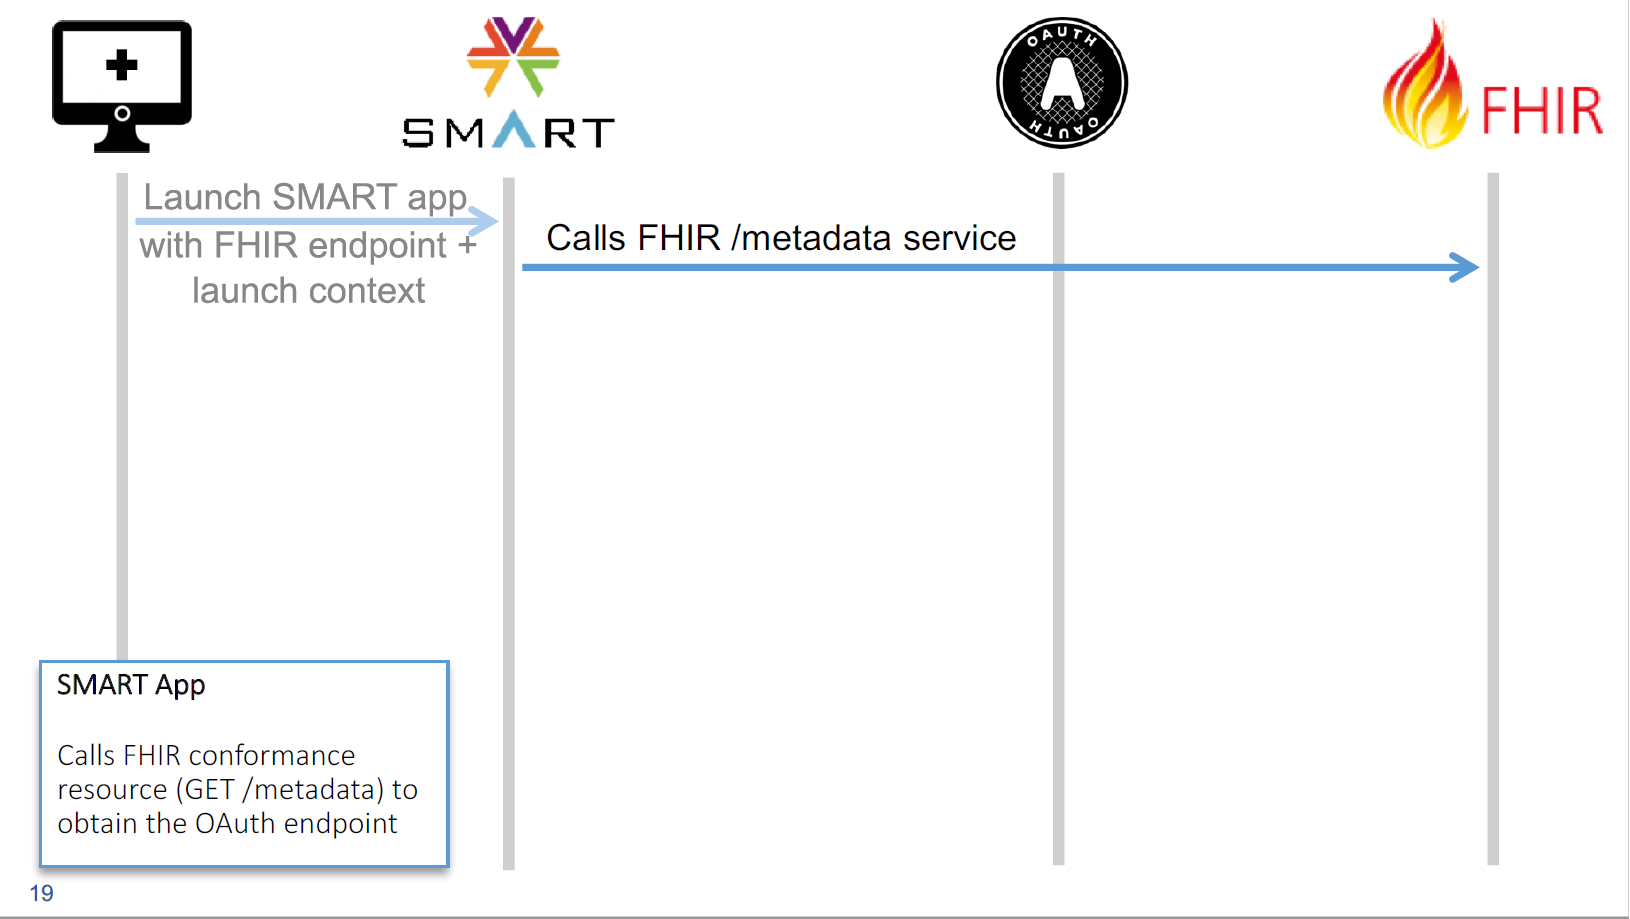 SMART
OAUTH
A
OAUTH
FHIR
Launch SMART app
with FHIR endpoint +
launch context
Calls FHIR /metadata service
SMART App
Calls FHIR conformance
resource (GET /metadata) to
obtain the OAuth endpoint
19